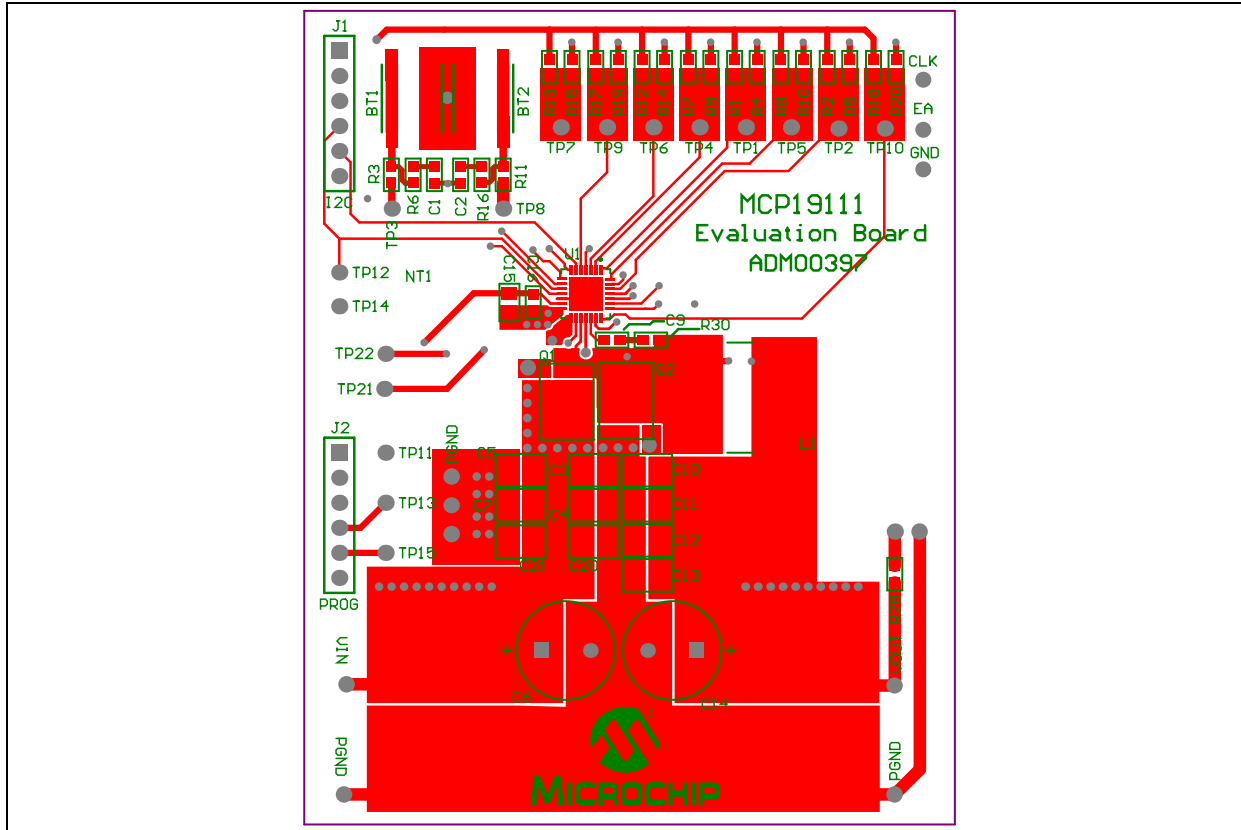 J1
BT1
BT2
R13
R15
R17
R19
R12
R14
R7
R9
R1
R4
R8
R10
R2
R5
R18
R20
CLK
EA
GND
TP7
TP9
TP6
TP4
TP1
TP5
TP2
TP10
R3
R6
C1
C2
R16
R11
I2C
TP3
TP8
MCP19111
Evaluation Board
ADM00397
U1
TP12
NT1
C15
TP14
C9
R30
TP22
Q1
Q2
TP21
J2
TP11
PGND
C5
C3
C10
L1
TP13
C7
C4
C11
TP15
C12
C21
C20
C13
PROG
VIN
+
+
C6
C14
PGND
PGND
MICROCHIP